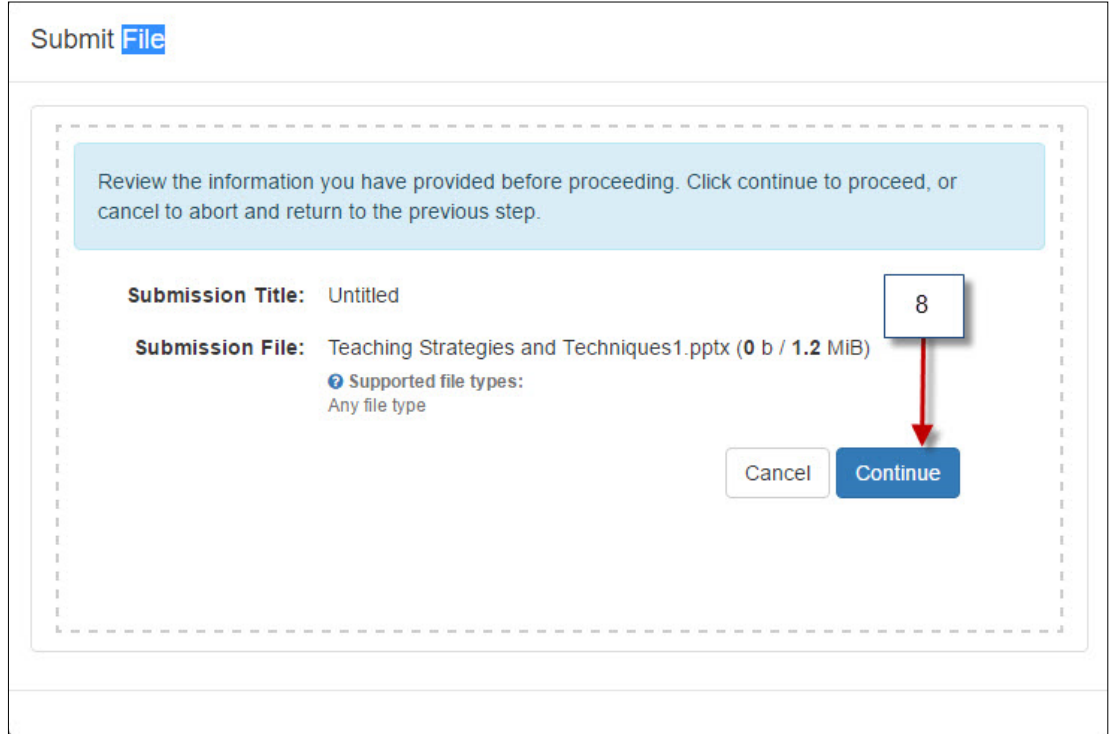 Submit File
Review the information you have provided before proceeding. Click continue to proceed, or
cancel to abort and return to the previous step.
Submission Title: Untitled
8
Submission File: Teaching Strategies and Techniques1.pptx (0 b / 1.2 MiB)
Supported file types:
Any file type
Cancel Continue